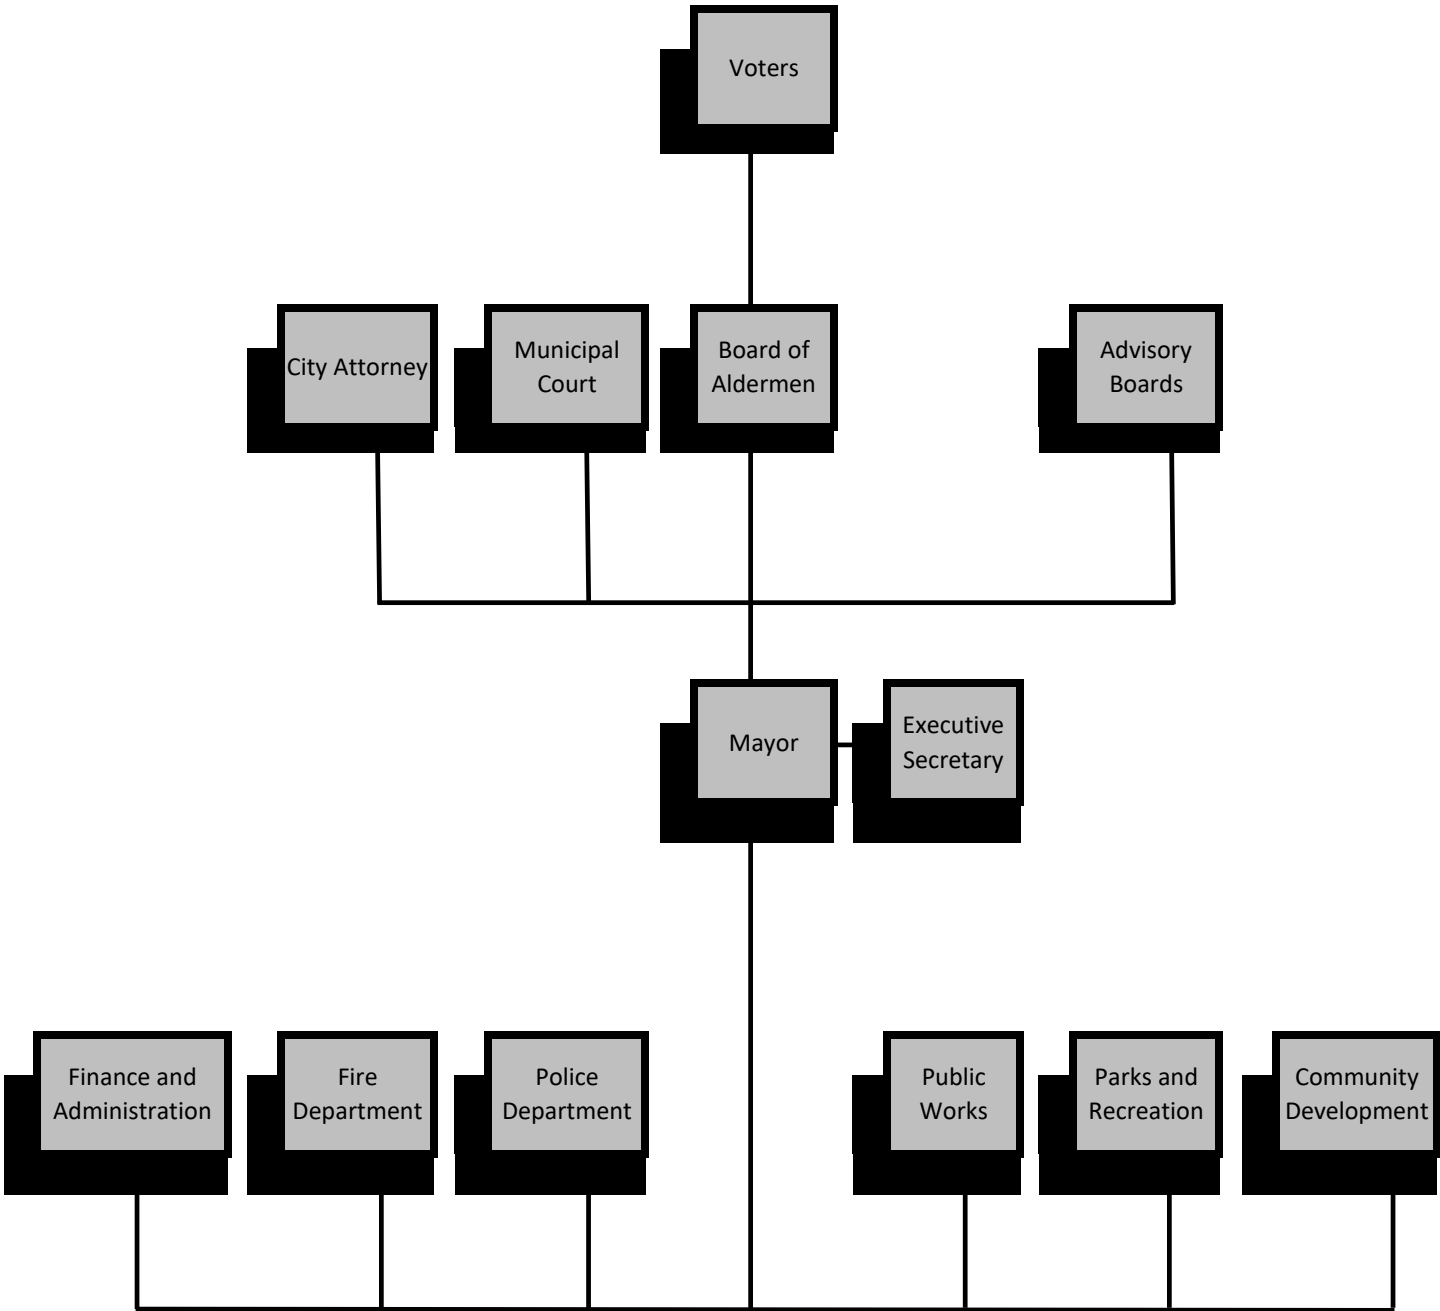 Voters
City Attorney
Municipal
Court
Board of
Aldermen
Advisory
Boards
Mayor
Executive
Secretary
Finance and
Administration
Fire
Department
Police
Department
Public
Works
Parks and
Recreation
Community
Development